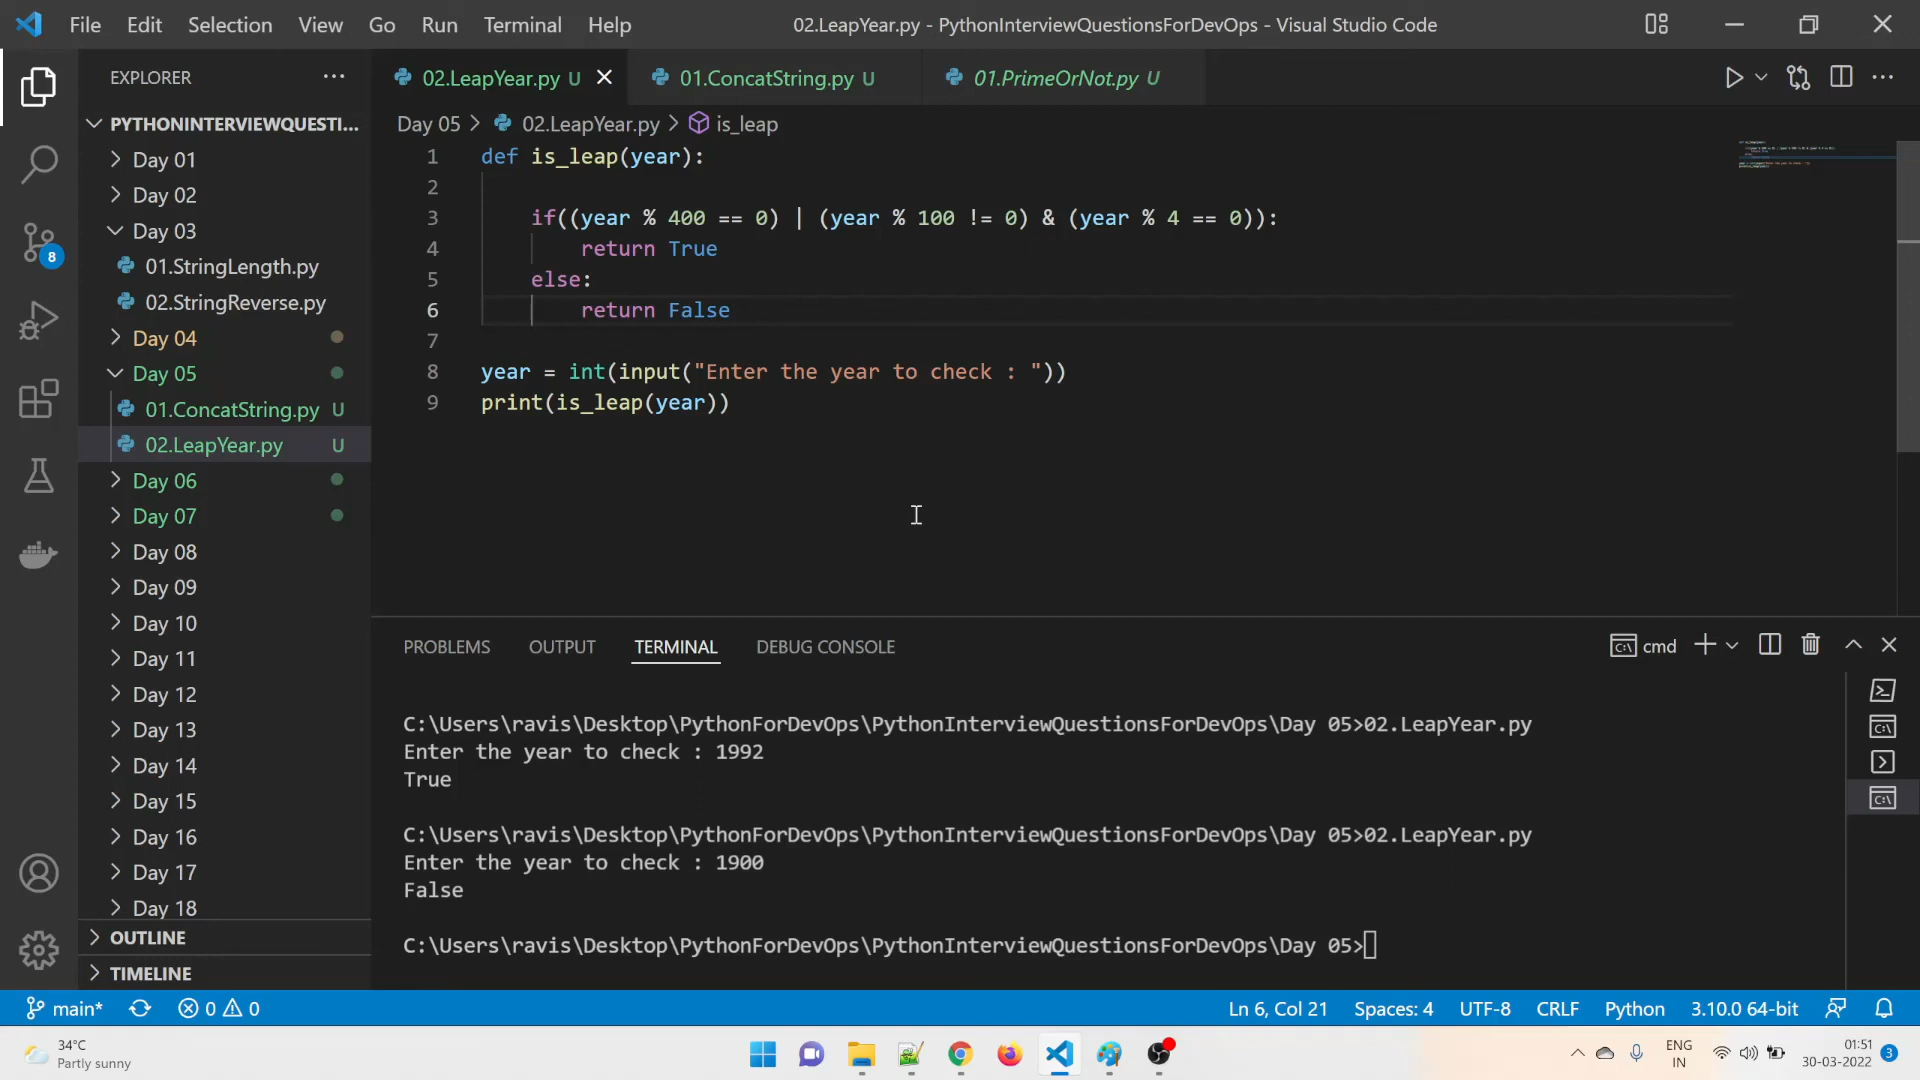 File Edit Selection View Go Run Terminal Help
02.LeapYear.py - PythonInterviewQuestionsForDevOps - Visual Studio Code
EXPLORER
PYTHONINTERVIEWQUESTI...
Day 01
Day 02
Day 03
01.StringLength.py
02.StringReverse.py
Day 04
Day 05
01.ConcatString.py U
02.LeapYear.py U
Day 06
Day 07
Day 08
Day 09
Day 10
Day 11
Day 12
Day 13
Day 14
Day 15
Day 16
Day 17
Day 18
OUTLINE
TIMELINE
8
02.LeapYear.py U
01.ConcatString.py U
01.PrimeOrNot.py U
Day 05 > 02.LeapYear.py > is_leap
1 def is_leap(year):
2
3 if((year % 400 == 0) | (year % 100 != 0) & (year % 4 == 0)):
4 return True
5 else:
6 return False
7
8 year = int(input("Enter the year to check : "))
9 print(is_leap(year))
PROBLEMS OUTPUT TERMINAL DEBUG CONSOLE
cmd
C:\Users\ravis\Desktop\PythonForDevOps\PythonInterviewQuestionsForDevOps\Day 05>02.LeapYear.py
Enter the year to check : 1992
True
C:\Users\ravis\Desktop\PythonForDevOps\PythonInterviewQuestionsForDevOps\Day 05>02.LeapYear.py
Enter the year to check : 1900
False
C:\Users\ravis\Desktop\PythonForDevOps\PythonInterviewQuestionsForDevOps\Day 05>
main* 0 0
Ln 6, Col 21 Spaces: 4 UTF-8 CRLF Python 3.10.0 64-bit
34°C
Partly sunny
ENG
IN
01:51
30-03-2022
3